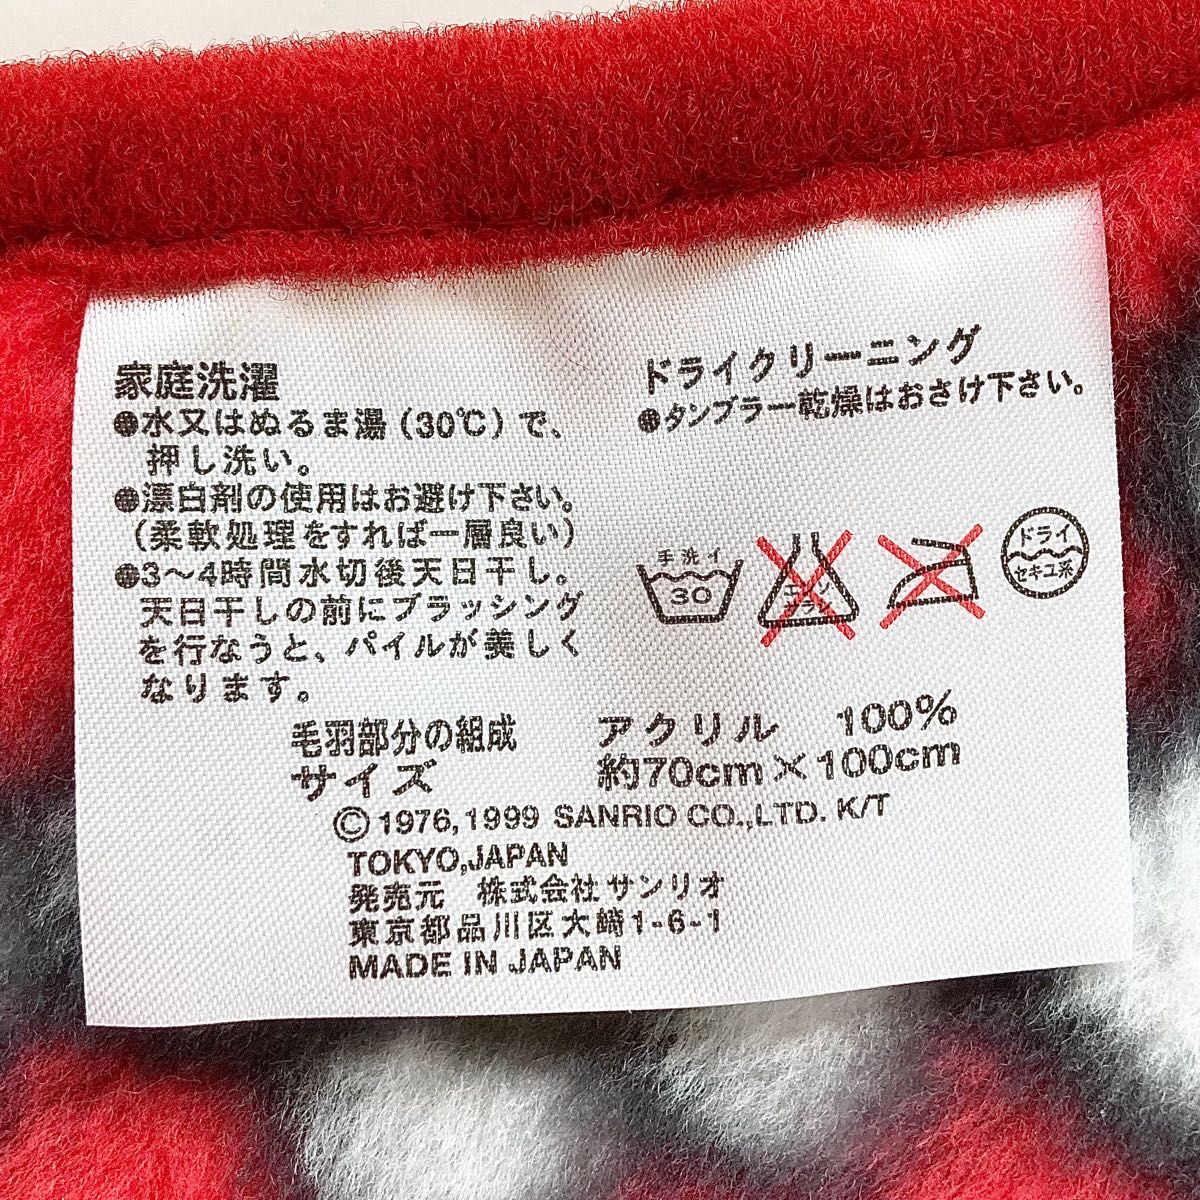 家庭洗濯
●水又はぬるま湯(30℃)で、
押し洗い。
●漂白剤の使用はお避け下さい。
(柔軟処理をすれば一層良い)
●3〜4時間水切後天日干し。
天日干しの前にブラッシング
を行なうと、パイルが美しく
なります。
ドライクリーニング
●タンブラー乾燥はおさけ下さい。
手洗イ
30
エンソ
サラシ
ドライ
セキユ系
毛羽部分の組成 アクリル 100%
サイズ 約70cm×100cm
©1976,1999 SANRIO CO.,LTD. K/T
TOKYO,JAPAN
発売元 株式会社サンリオ
東京都品川区大崎1-6-1
MADE IN JAPAN